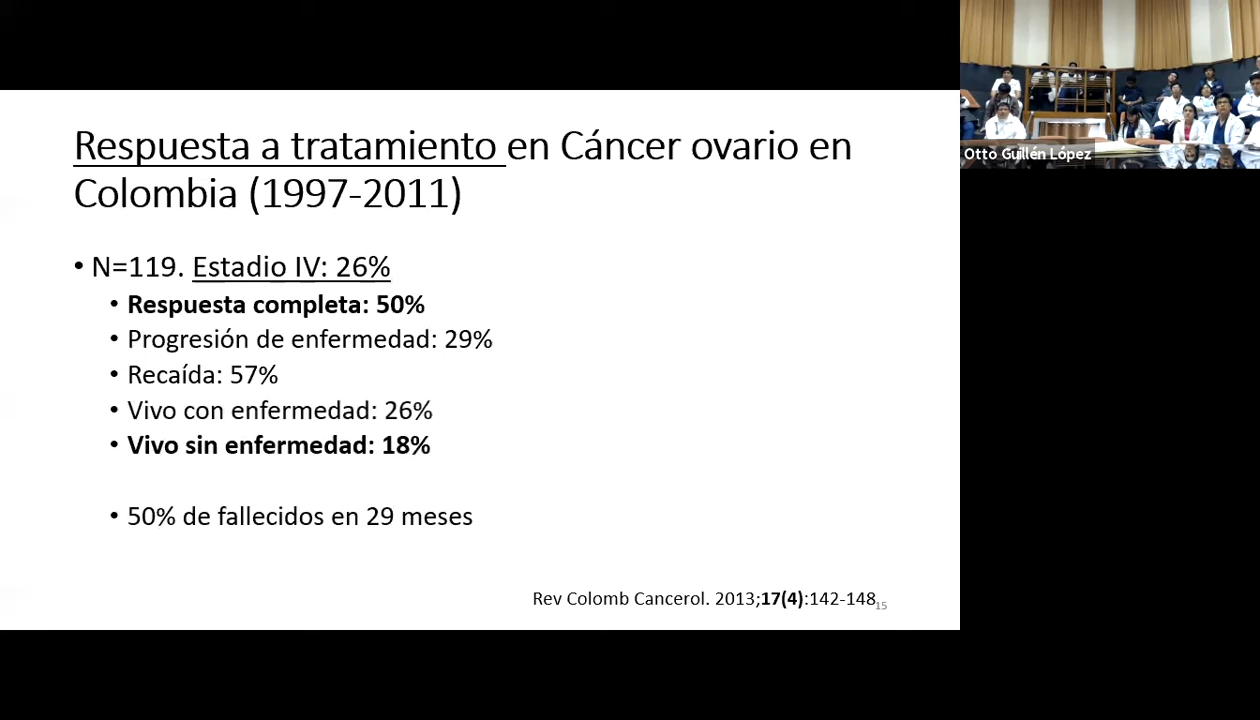 Respuesta a tratamiento en Cáncer ovario en
Colombia (1997-2011)
• N=119. Estadio IV: 26%
• Respuesta completa: 50%
• Progresión de enfermedad: 29%
• Recaída: 57%
• Vivo con enfermedad: 26%
• Vivo sin enfermedad: 18%
• 50% de fallecidos en 29 meses
Rev Colomb Cancerol. 2013;17(4):142-148
15
Otto Guillén López